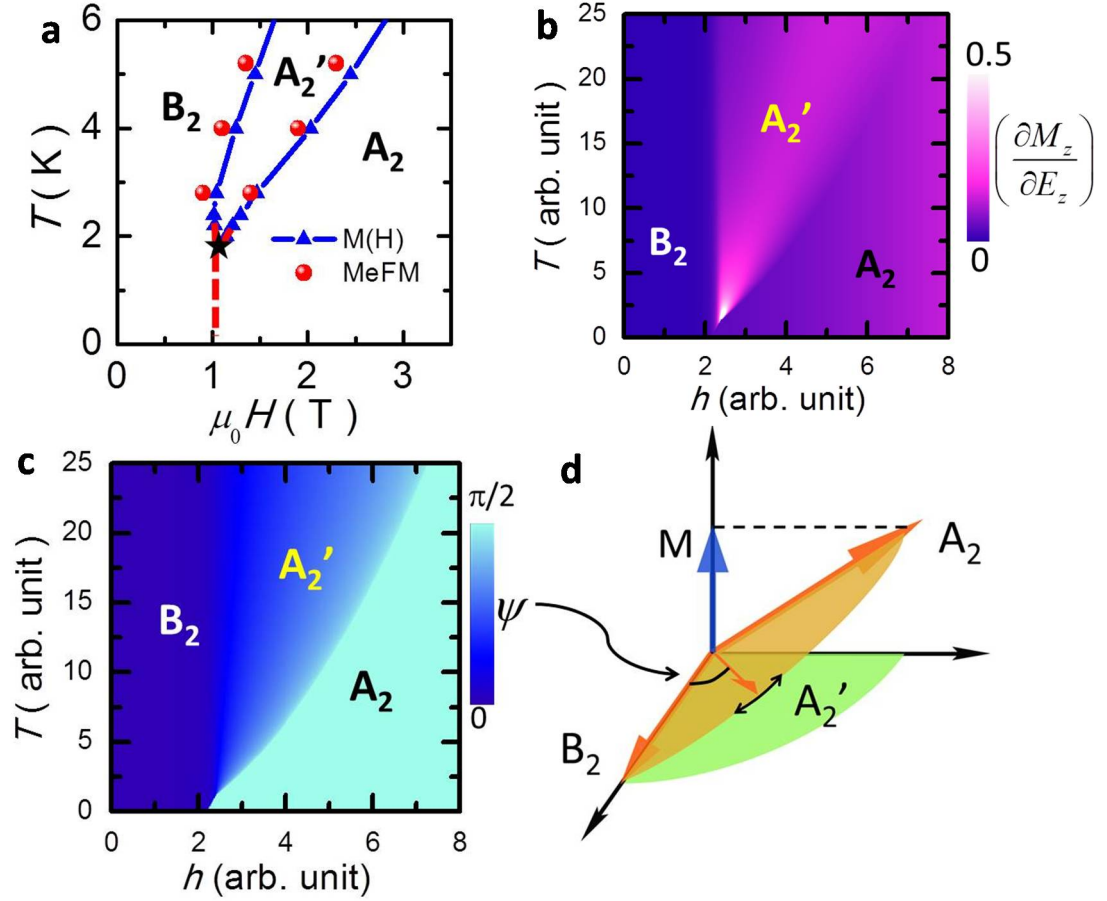 a
6
4
2
0
T ( K )
B₂
A₂'
A₂
M(H)
MeFM
0 1 2 3
μ₀H ( T )
b
25
20
15
10
5
0
T ( arb. unit )
A₂'
B₂
A₂
0 2 4 6 8
h (arb. unit)
0.5
(∂M_z/∂E_z)
0
c
25
20
15
10
5
0
T ( arb. unit )
A₂'
B₂
A₂
0 2 4 6 8
h (arb. unit)
π/2
ψ
0
d
M
A₂
A₂'
B₂